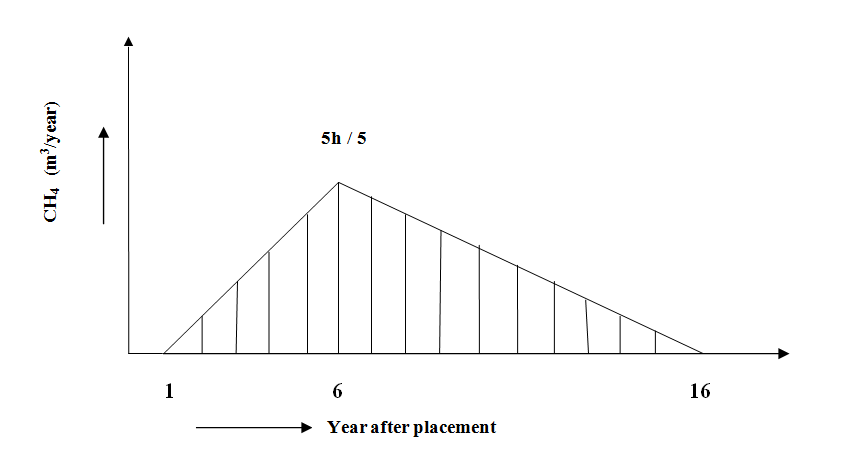 CH₄ (m³/year)
5h / 5
1 6 16
Year after placement